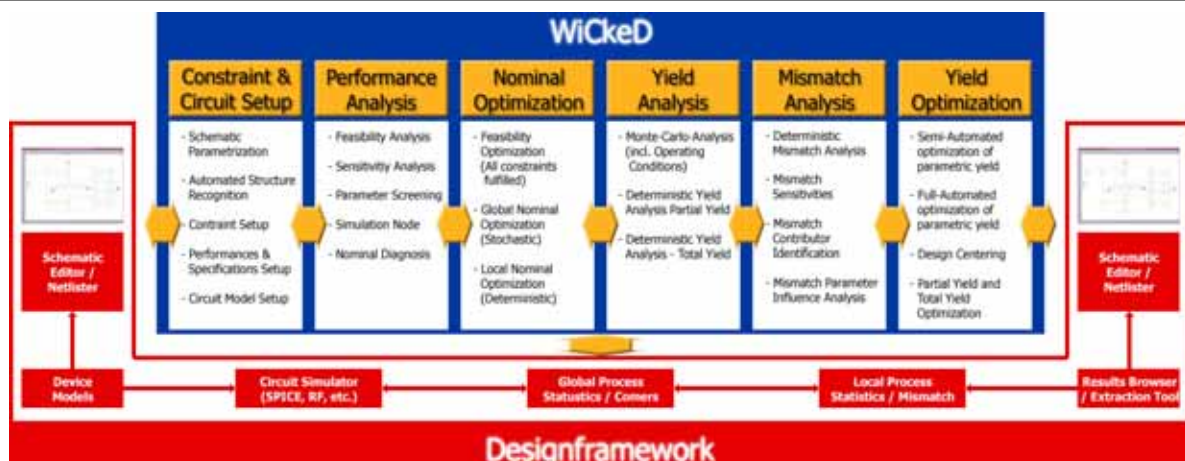 WiCkeD
Constraint &
Circuit Setup
- Schematic
Parametrization
- Automated Structure
Recognition
- Contraint Setup
- Performances &
Specifications Setup
- Circuit Model Setup
Performance
Analysis
- Feasibility Analysis
- Sensitivtiy Analysis
- Parameter Screening
- Simulation Node
- Nominal Diagnosis
Nominal
Optimization
- Feasibility
Optimization
(All constraints
fulfilled)
- Global Nominal
Optimization
(Stochastic)
- Local Nominal
Optimization
(Deterministic)
Yield
Analysis
- Monte-Carlo-Analysis
(incl. Operating
Conditions)
- Deterministic Yield
Analysis Partial Yield
- Deterministic Yield
Analysis - Total Yield
Mismatch
Analysis
- Deterministic
Mismatch Analysis
- Mismatch
Sensitivities
- Mismatch
Contributor
Identification
- Mismatch Parameter
Influence Analysis
Yield
Optimization
- Semi-Automated
optimization of
parametric yield
- Full-Automated
optimization of
parametric yield
- Design Centering
- Partial Yield and
Total Yield
Optimization
Schematic
Editor /
Netlister
Schematic
Editor /
Netlister
Device
Models
Circuit Simulator
(SPICE, RF, etc.)
Global Process
Statustics / Corners
Local Process
Statistics / Mismatch
Results Browser
/ Extraction Tool
Designframework